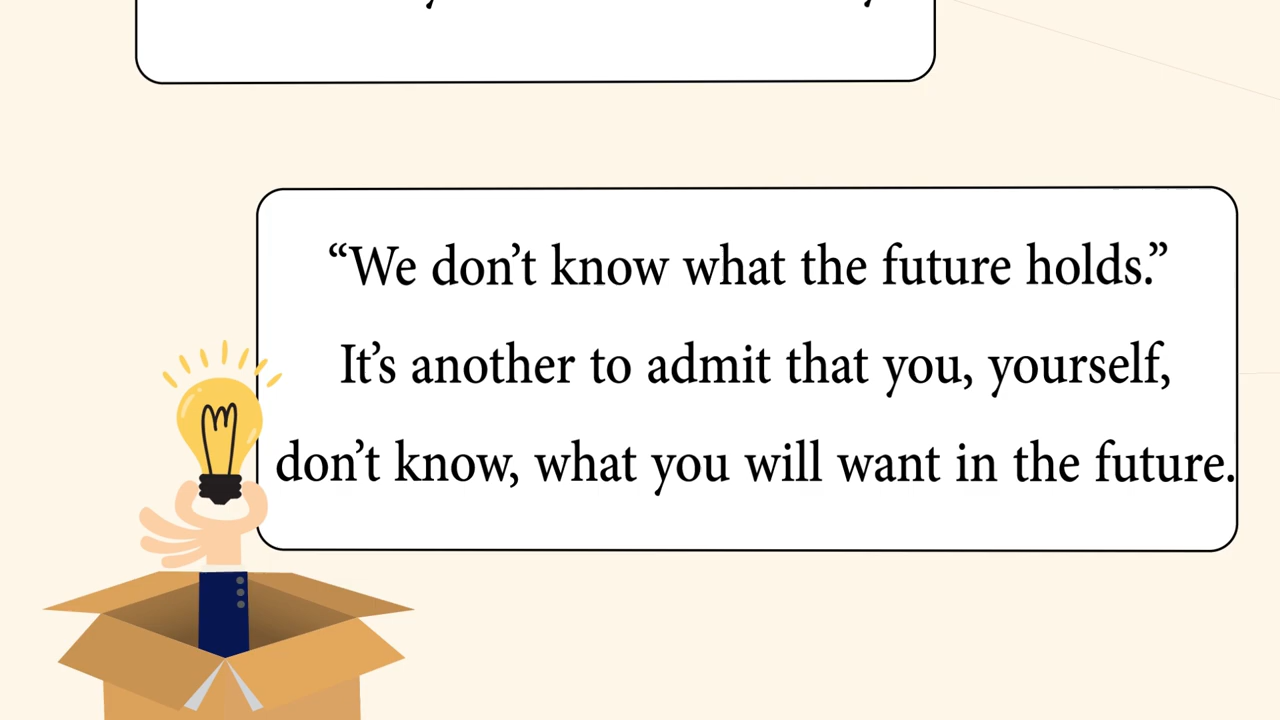 “We don’t know what the future holds.”
It’s another to admit that you, yourself,
don’t know, what you will want in the future.